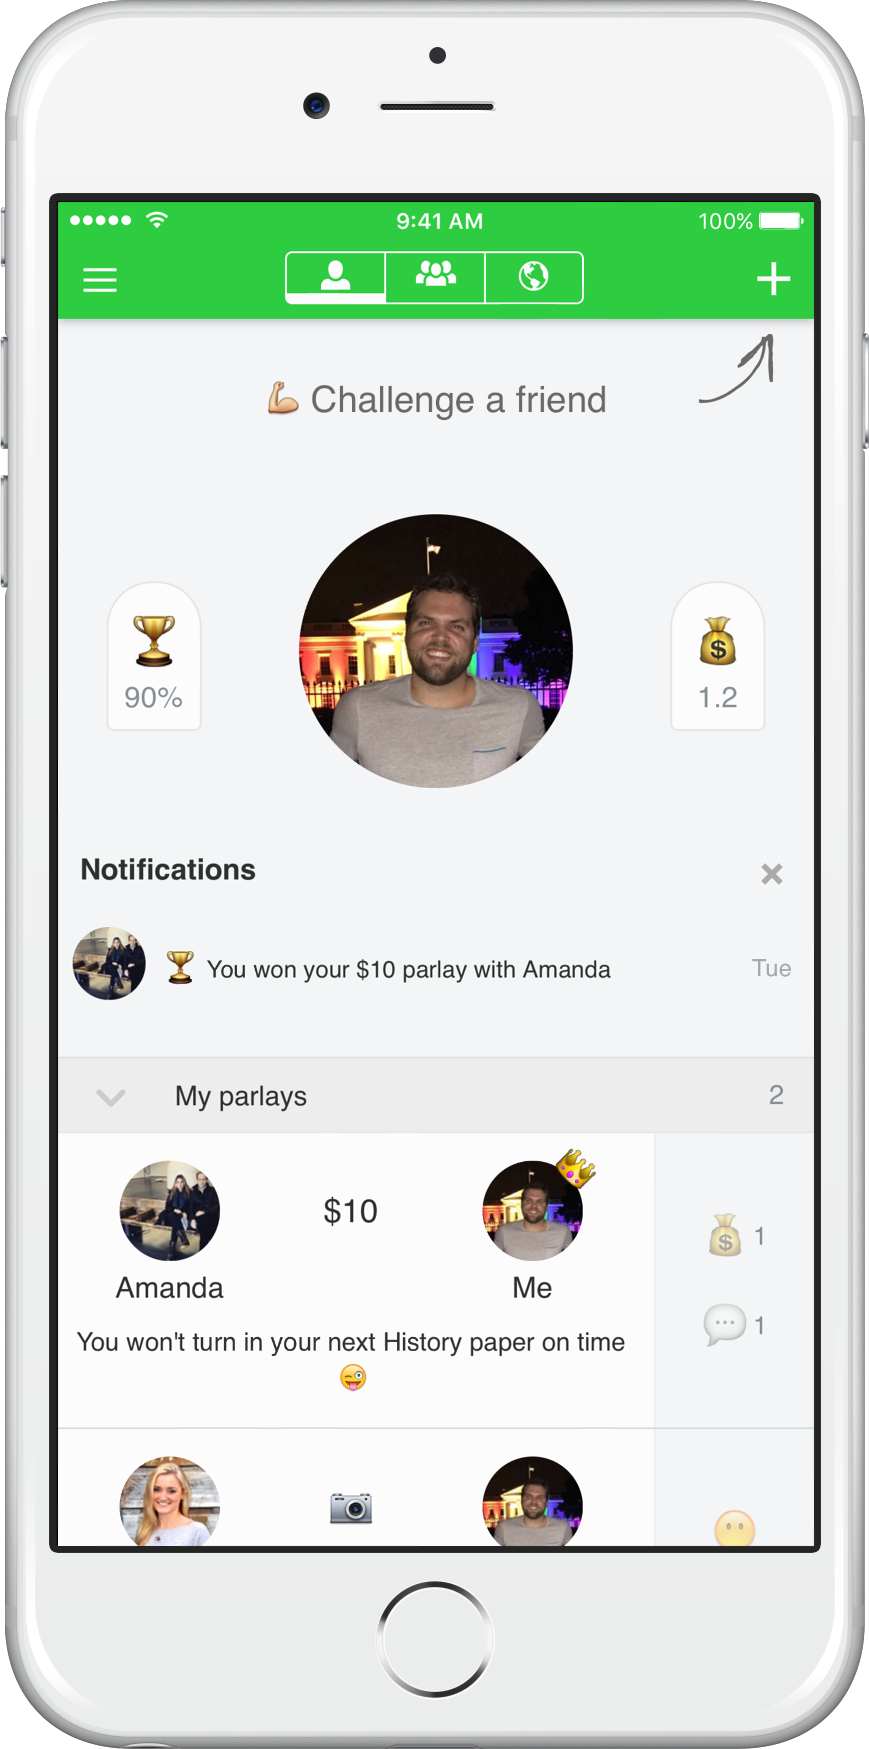 9:41 AM
100%
Challenge a friend
90%
1.2
Notifications
You won your $10 parlay with Amanda
Tue
My parlays
2
$10
1
Amanda
Me
1
You won't turn in your next History paper on time